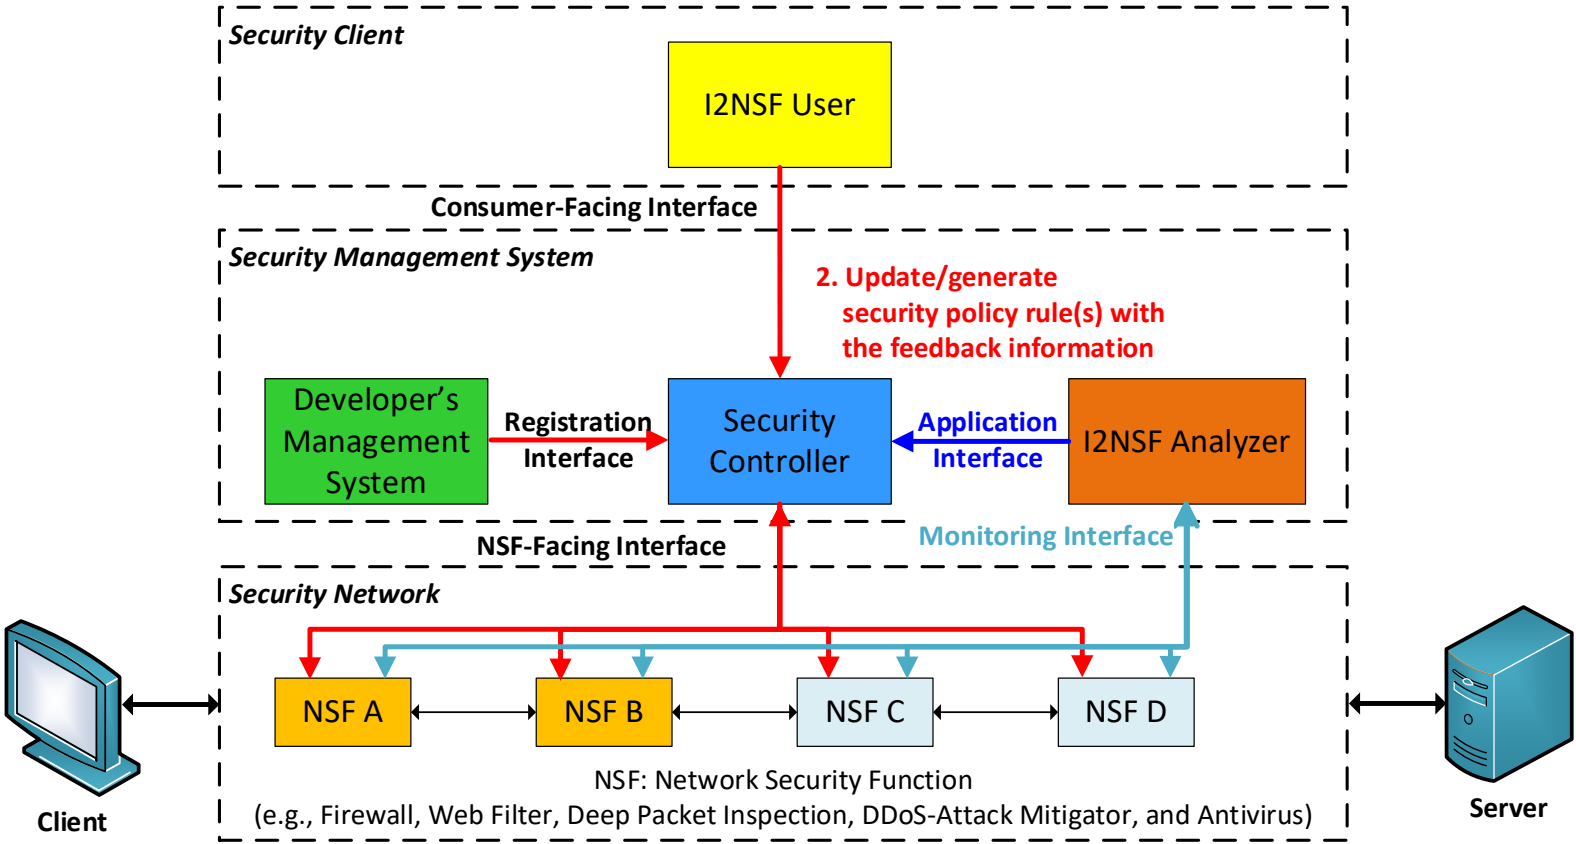 Security Client
I2NSF User
Consumer-Facing Interface
Security Management System
2. Update/generate
security policy rule(s) with
the feedback information
Developer's
Management
System
Registration
Interface
Security
Controller
Application
Interface
I2NSF Analyzer
NSF-Facing Interface
Monitoring Interface
Security Network
NSF A
NSF B
NSF C
NSF D
NSF: Network Security Function
(e.g., Firewall, Web Filter, Deep Packet Inspection, DDoS-Attack Mitigator, and Antivirus)
Client
Server